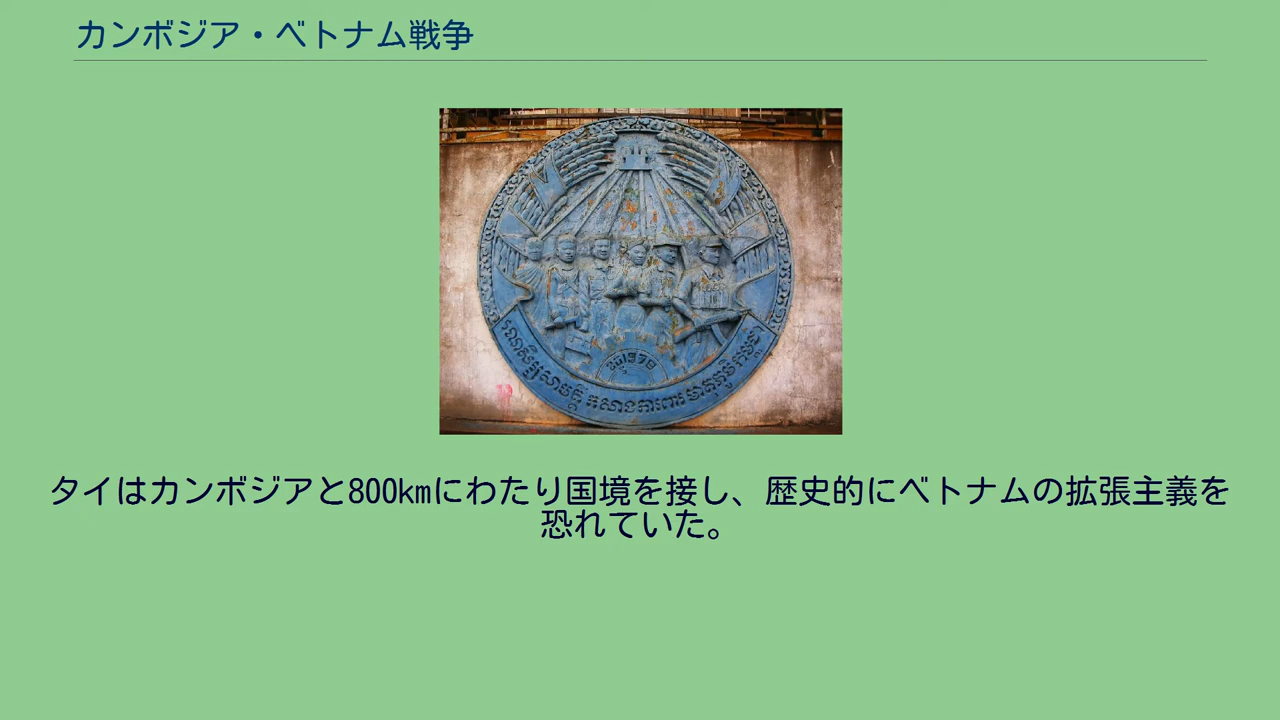 カンボジア・ベトナム戦争
タイはカンボジアと800kmにわたり国境を接し、歴史的にベトナムの拡張主義を
恐れていた。